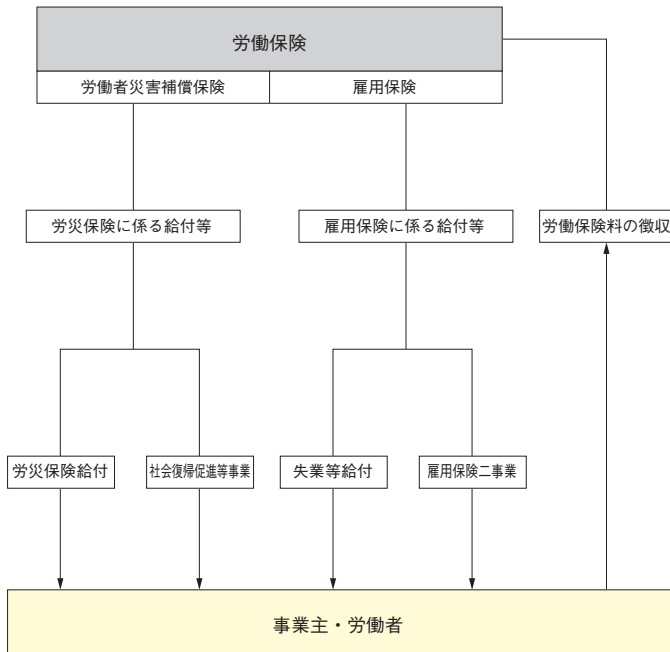 労働保険
労働者災害補償保険
雇用保険
労災保険に係る給付等
雇用保険に係る給付等
労働保険料の徴収
労災保険給付
社会復帰促進等事業
失業等給付
雇用保険二事業
事業主・労働者